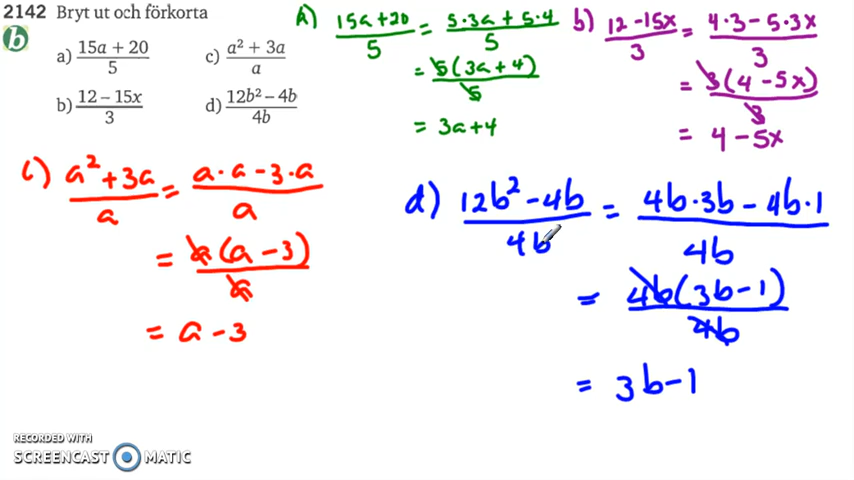 2142 Bryt ut och förkorta
b
a) 15a + 20 / 5
c) a² + 3a / a
b) 12 – 15x / 3
d) 12b² – 4b / 4b
a) 15a+20 / 5 = 5·3a + 5·4 / 5
= 5(3a+4) / 5
= 3a+4
b) 12-15x / 3 = 4·3 - 5·3x / 3
= 3(4-5x) / 3
= 4-5x
c) a²+3a / a = a·a-3·a / a
= a(a-3) / a
= a-3
d) 12b²-4b / 4b = 4b·3b-4b·1 / 4b
= 4b(3b-1) / 4b
= 3b-1
RECORDED WITH
SCREENCAST MATIC